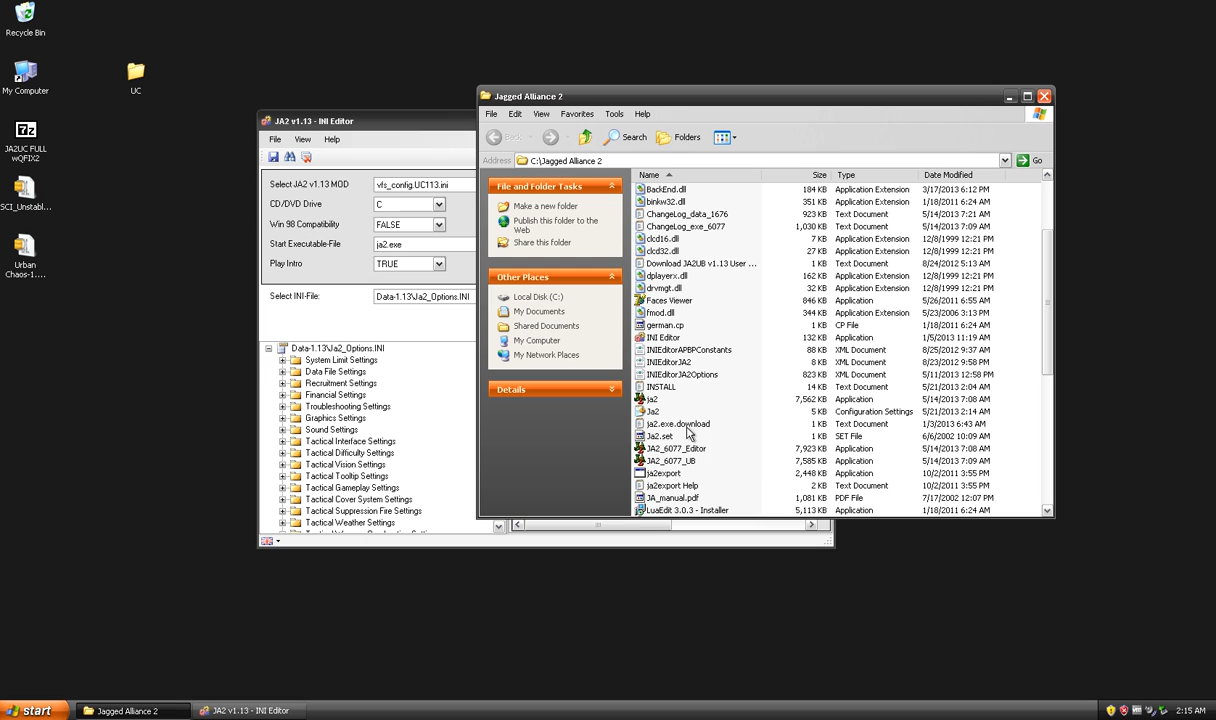 Recycle Bin
My Computer
UC
JA2UC FULL
wQFIX2
SCI_Unstabl...
Urban
Chaos-1....
JA2 v1.13 - INI Editor
File View Help
Select JA2 v1.13 MOD vfs_config.UC113.ini
CD/DVD Drive C
Win 98 Compatibility FALSE
Start Executable-File ja2.exe
Play Intro TRUE
Select INI-File: Data-1.13\Ja2_Options.INI
Data-1.13\Ja2_Options.INI
System Limit Settings
Data File Settings
Recruitment Settings
Financial Settings
Troubleshooting Settings
Graphics Settings
Sound Settings
Tactical Interface Settings
Tactical Difficulty Settings
Tactical Vision Settings
Tactical Tooltip Settings
Tactical Gameplay Settings
Tactical Cover System Settings
Tactical Suppression Fire Settings
Tactical Weather Settings
Jagged Alliance 2
File Edit View Favorites Tools Help
Back Search Folders
Address C:\Jagged Alliance 2 Go
File and Folder Tasks
Make a new folder
Publish this folder to the
Web
Share this folder
Other Places
Local Disk (C:)
My Documents
Shared Documents
My Computer
My Network Places
Details
Name Size Type Date Modified
BackEnd.dll 184 KB Application Extension 3/17/2013 6:12 PM
binkw32.dll 351 KB Application Extension 1/18/2011 6:24 AM
ChangeLog_data_1676 923 KB Text Document 5/14/2013 7:21 AM
ChangeLog_exe_6077 1,030 KB Text Document 5/14/2013 7:21 AM
clcd16.dll 7 KB Application Extension 12/8/1999 12:21 PM
clcd32.dll 27 KB Application Extension 12/8/1999 12:21 PM
Download JA2UB v1.13 User ... 1 KB Text Document 8/24/2012 5:13 AM
dplayerx.dll 162 KB Application Extension 12/8/1999 12:21 PM
drvmgt.dll 32 KB Application Extension 12/8/1999 12:21 PM
Faces Viewer 846 KB Application 5/26/2011 6:55 AM
fmod.dll 344 KB Application Extension 5/23/2006 3:13 PM
german.cp 1 KB CP File 1/18/2011 6:24 AM
INI Editor 132 KB Application 1/5/2013 11:19 AM
INIEditorAPBPConstants 88 KB XML Document 8/25/2012 9:37 AM
INIEditorJA2 8 KB XML Document 8/23/2012 9:58 PM
INIEditorJA2Options 823 KB XML Document 5/11/2013 12:58 PM
INSTALL 14 KB Text Document 5/21/2013 2:04 AM
ja2 7,562 KB Application 5/14/2013 7:08 AM
Ja2 5 KB Configuration Settings 5/21/2013 2:14 AM
ja2.exe.download 1 KB Text Document 1/3/2013 6:43 AM
Ja2.set 1 KB SET File 6/6/2002 10:09 AM
JA2_6077_Editor 7,923 KB Application 5/14/2013 7:08 AM
JA2_6077_UB 7,585 KB Application 5/14/2013 7:09 AM
ja2export 2,448 KB Application 10/2/2011 3:55 PM
ja2export Help 2 KB Text Document 10/2/2011 3:55 PM
JA_manual.pdf 1,081 KB PDF File 7/17/2002 12:07 PM
LuaEdit 3.0.3 - Installer 5,113 KB Application 1/18/2011 6:24 AM
start Jagged Alliance 2 JA2 v1.13 - INI Editor 2:15 AM